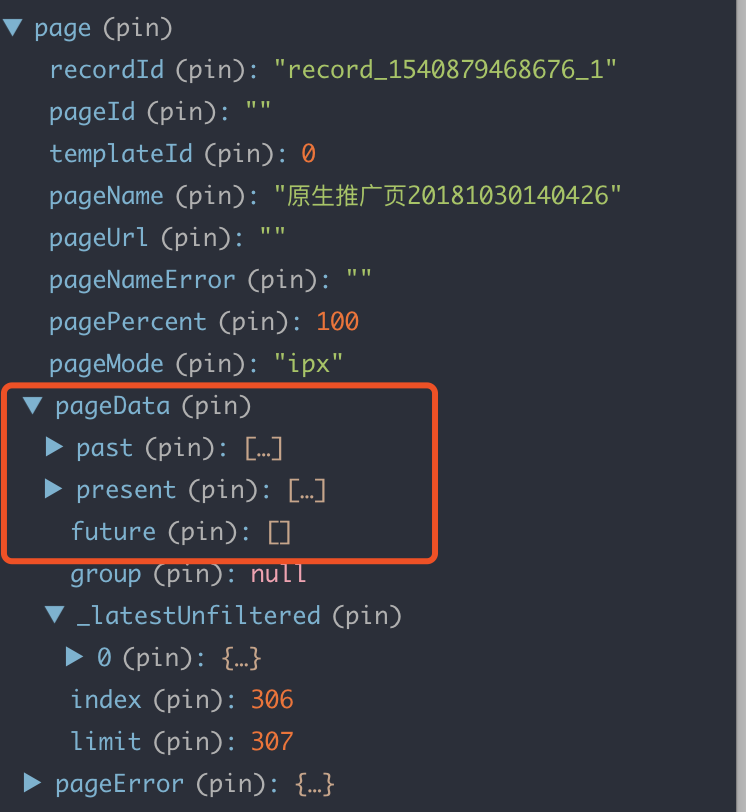 ▼ page (pin)
recordId (pin): "record_1540879468676_1"
pageId (pin): ""
templateId (pin): 0
pageName (pin): "原生推广页20181030140426"
pageUrl (pin): ""
pageNameError (pin): ""
pagePercent (pin): 100
pageMode (pin): "ipx"
▼ pageData (pin)
▶ past (pin): […]
▶ present (pin): […]
future (pin): []
group (pin): null
▼ _latestUnfiltered (pin)
▶ 0 (pin): {…}
index (pin): 306
limit (pin): 307
▶ pageError (pin): {…}